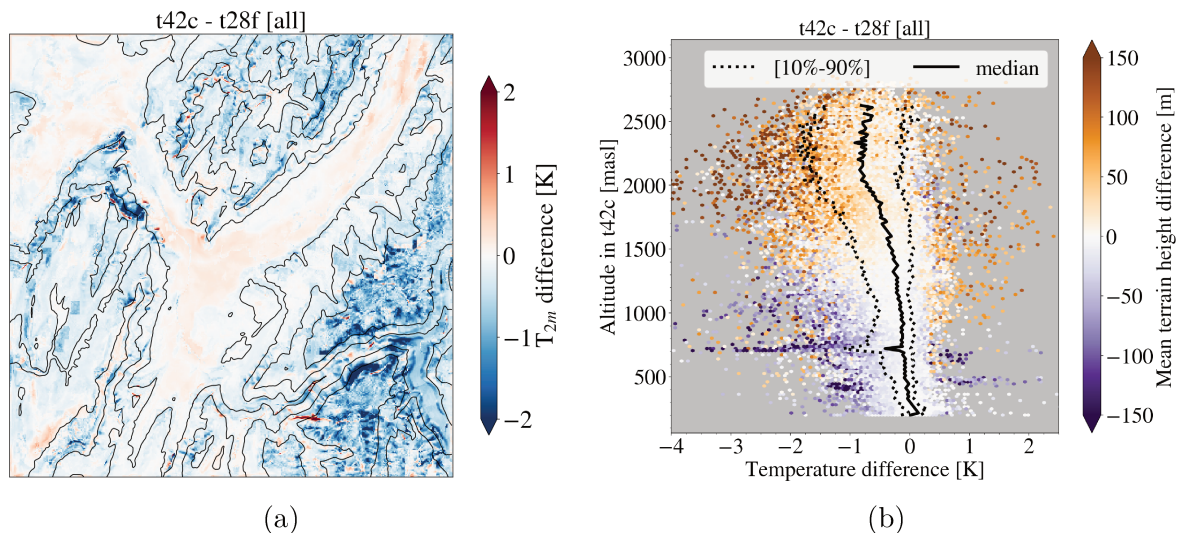 t42c - t28f [all]
2
1
0
−1
−2
T2m difference [K]
(a)
t42c - t28f [all]
[10%-90%]
median
3000
2500
2000
1500
1000
500
Altitude in t42c [masl]
−4
−3
−2
−1
0
1
2
Temperature difference [K]
150
100
50
0
−50
−100
−150
Mean terrain height difference [m]
(b)